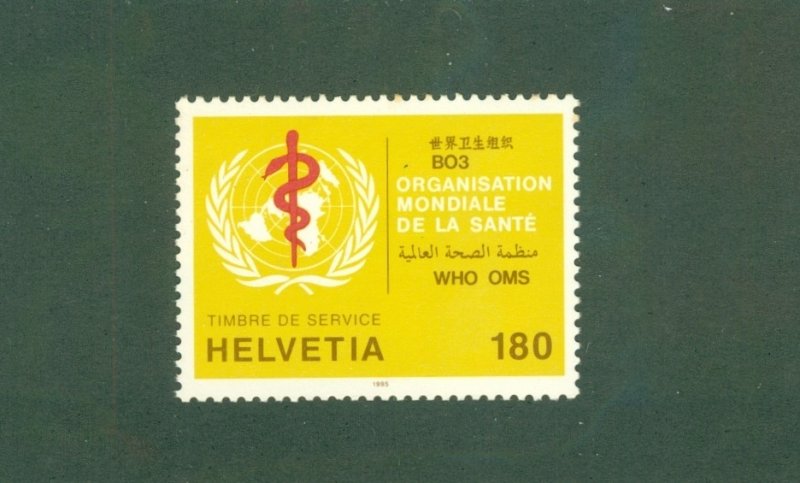 世界卫生组织
ВОЗ
ORGANISATION
MONDIALE
DE LA SANTÉ
منظمة الصحة العالمية
WHO OMS
TIMBRE DE SERVICE
HELVETIA 180
1995